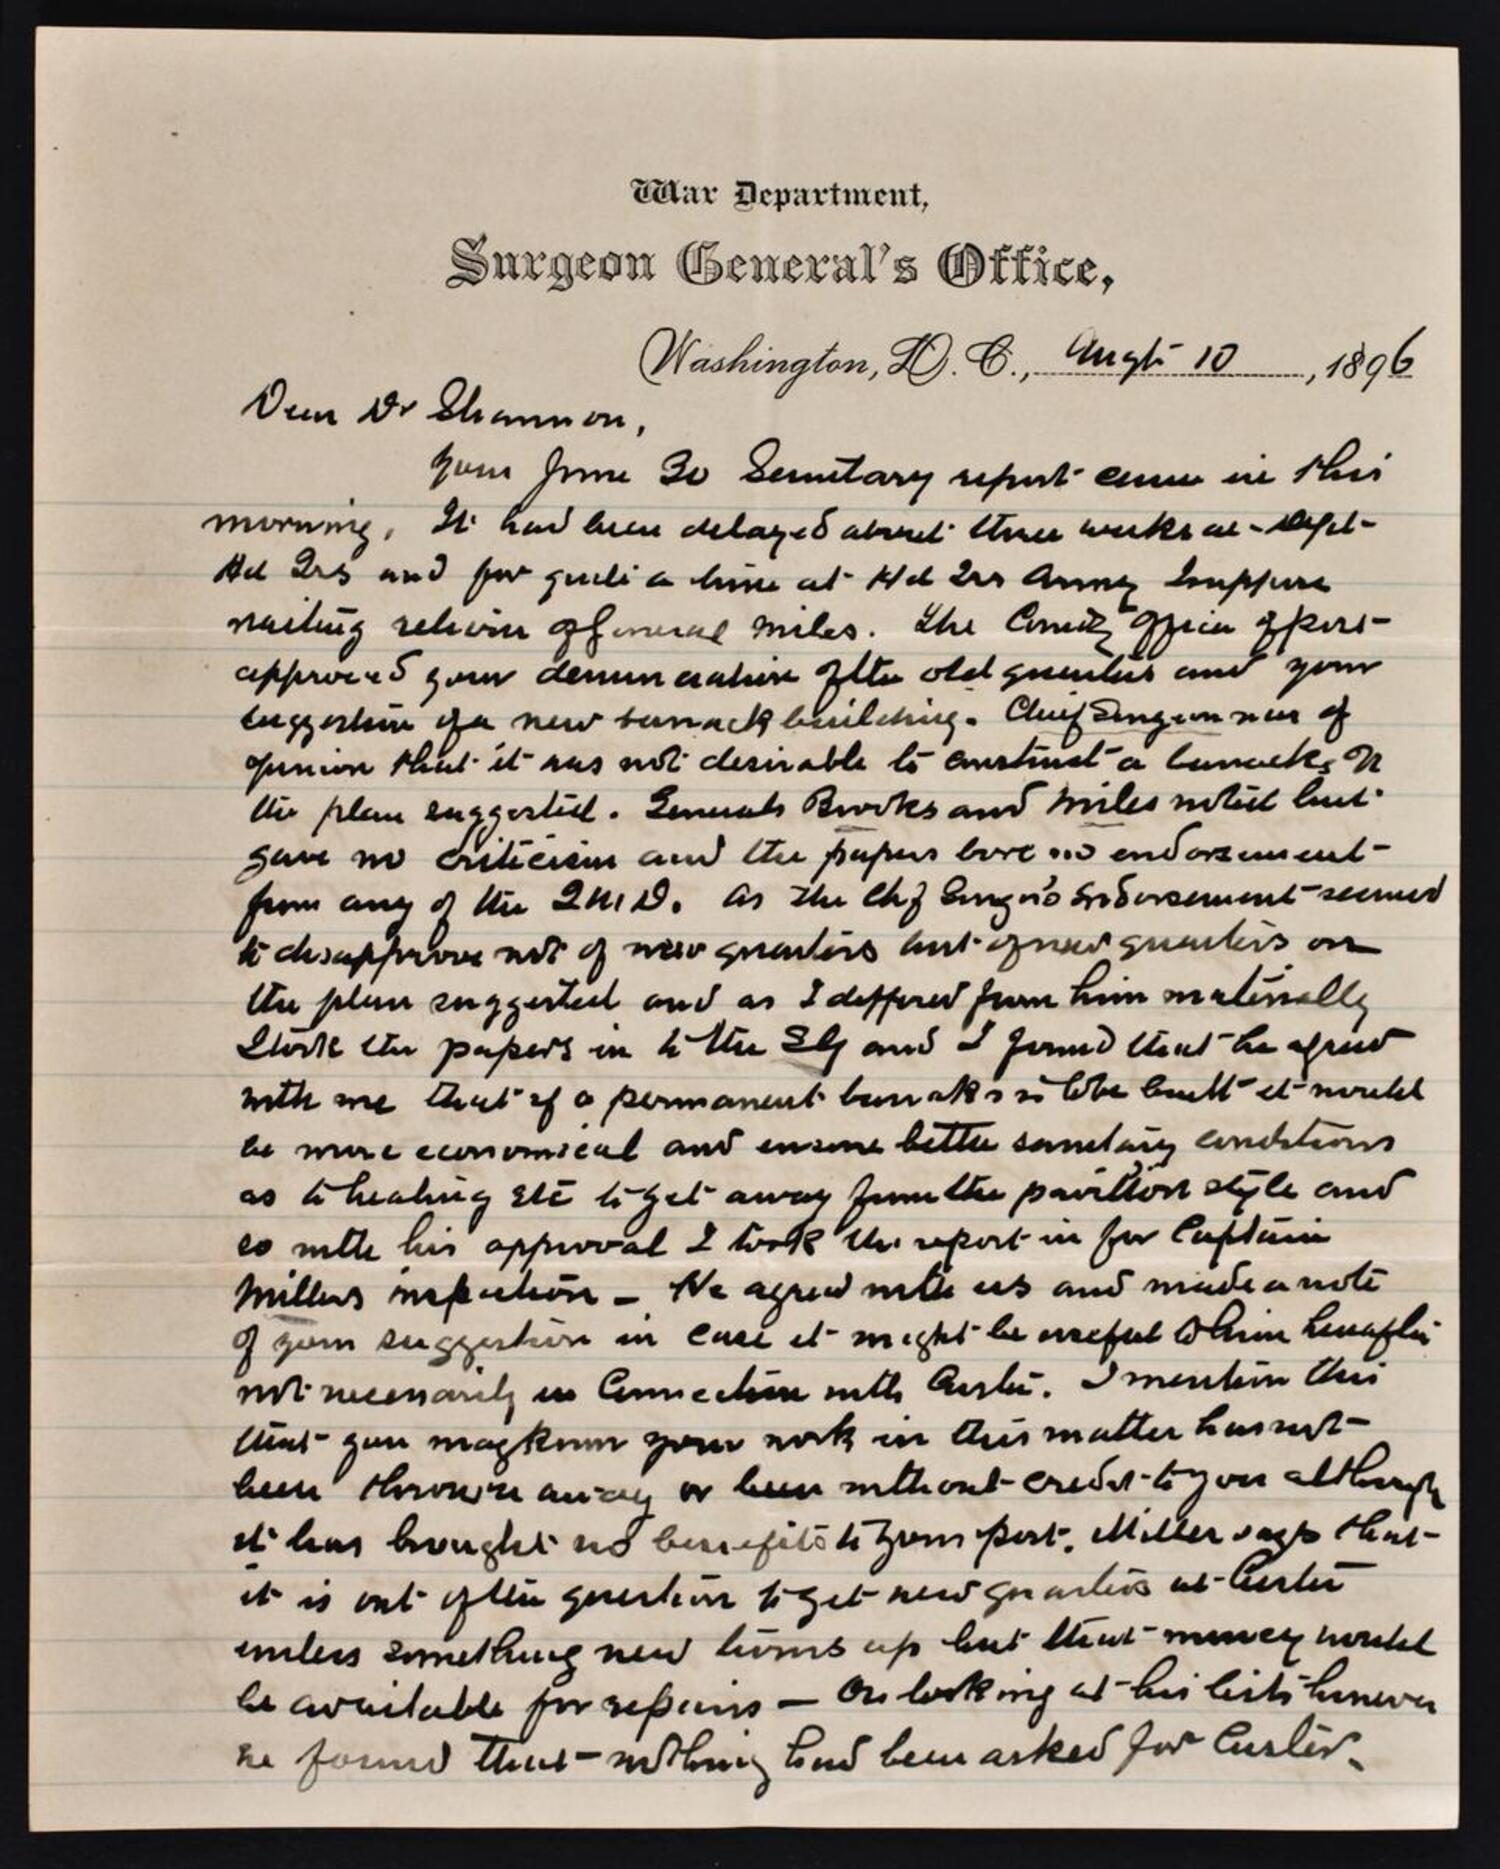 War Department,
Surgeon General's Office,
Washington, D. C., Augt 10, 1896
Dear Dr Shannon,
Your June 30 Sanitary report came in this
morning. It had been delayed about three weeks at Dept
Hd Qrs and for quite a time at Hd Qrs Army I suppose
waiting return of General Miles. The Comdg Officer of post
approved your denunciation of the old quarters and your
suggestion of a new barrack building. Chief Surgeon was of
opinion that it was not desirable to construct a barracks on
the plan suggested. Generals Brooks and Miles noted but
gave no criticism and the papers bore no endorsement
from any of the QMD. As the Chf Surgeo's endorsement seemed
to disapprove not of new quarters but of new quarters on
the plan suggested and as I differed from him materially
I took the papers in to the SG and I found that he agreed
with me that if a permanent barracks is to be built it would
be more economical and ensure better sanitary conditions
as to heating etc to get away from the pavilion style and
so with his approval I took the report in for Captain
Millers inspection – He agreed with us and made a note
of your suggestion in case it might be useful to him hereafter
not necessarily in Connection with Custer. I mention this
that you may know your work in this matter has not
been thrown away or been without credit to you although
it has brought no benefits to your post. Miller says that
it is out of the question to get new quarters at Custer
unless something new turns up but that money would
be available for repairs – On looking at his lists however
he found that nothing had been asked for Custer.